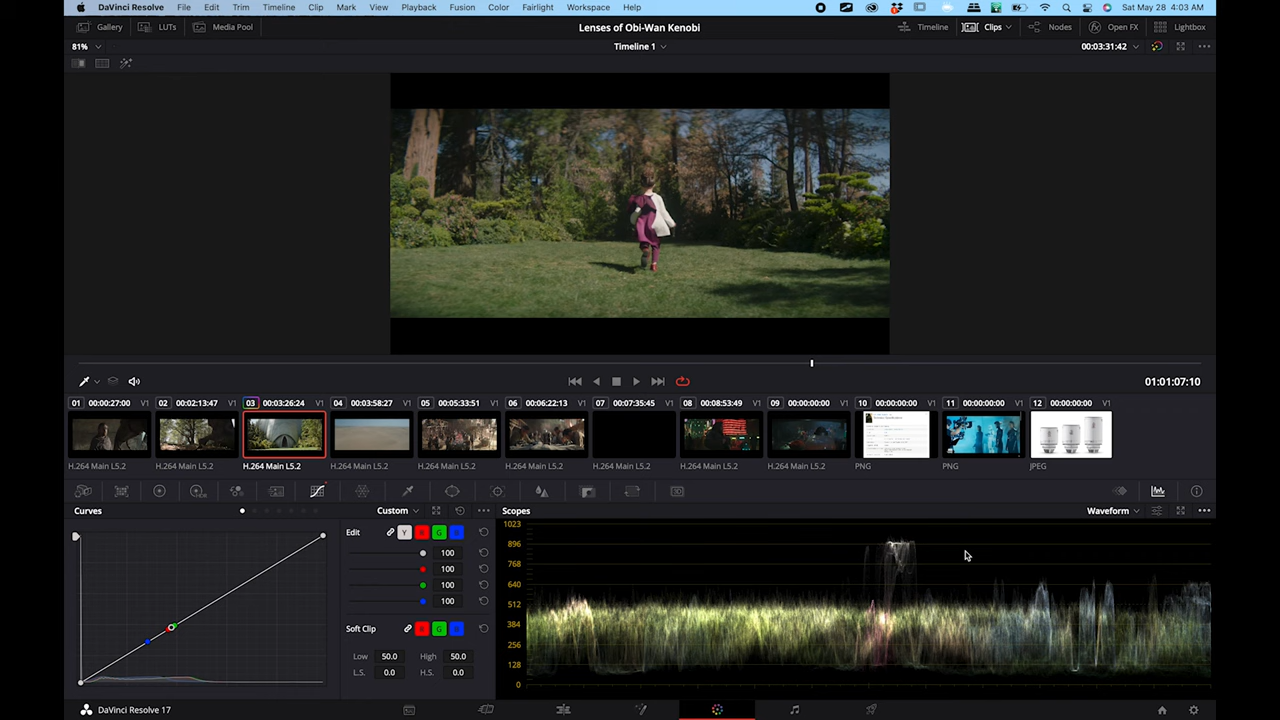 DaVinci Resolve File Edit Trim Timeline Clip Mark View Playback Fusion Color Fairlight Workspace Help Sat May 28 4:03 AM
Gallery LUTs Media Pool Lenses of Obi-Wan Kenobi Timeline Clips Nodes Open FX Lightbox
81% Timeline 1 00:03:31:42
01:01:07:10
01 00:00:27:00 V1 02 00:02:13:47 V1 03 00:03:26:24 V1 04 00:03:58:27 V1 05 00:05:33:51 V1 06 00:06:22:13 V1 07 00:07:35:45 V1 08 00:08:53:49 V1 09 00:00:00:00 V1 10 00:00:00:00 V1 11 00:00:00:00 V1 12 00:00:00:00 V1
H.264 Main L5.2 H.264 Main L5.2 H.264 Main L5.2 H.264 Main L5.2 H.264 Main L5.2 H.264 Main L5.2 H.264 Main L5.2 H.264 Main L5.2 H.264 Main L5.2 PNG PNG JPEG
Curves Custom Scopes Waveform
Edit Y R G B
100
100
100
100
Soft Clip R G B
Low 50.0 High 50.0
L.S. 0.0 H.S. 0.0
1023
896
768
640
512
384
256
128
0
DaVinci Resolve 17